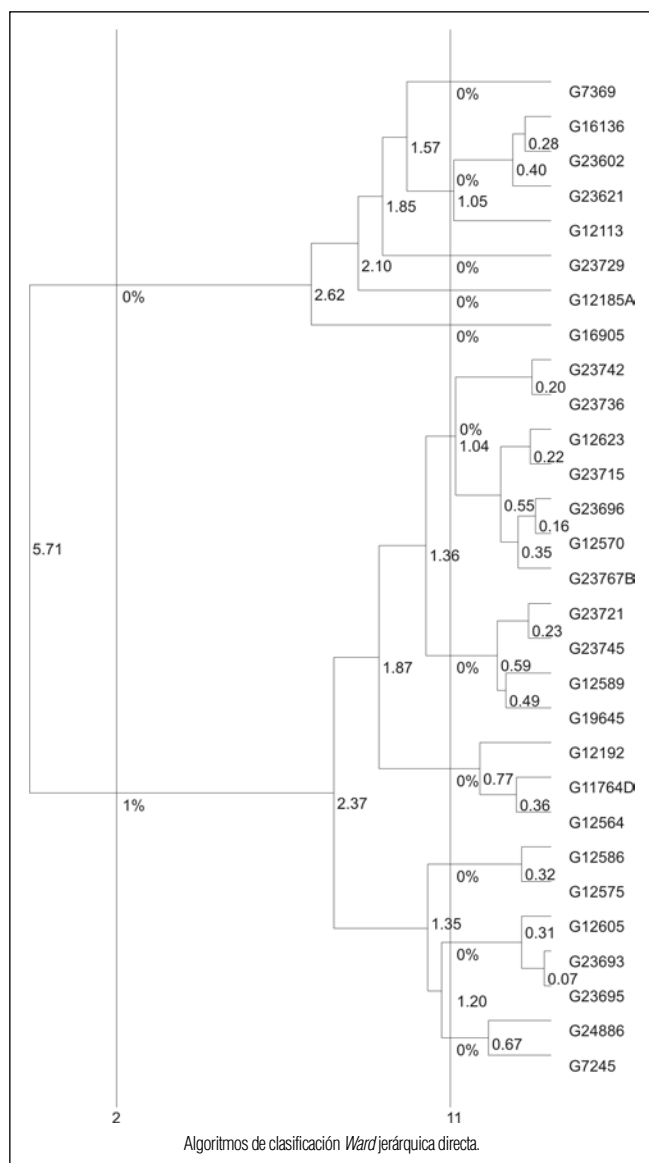 0% G7369
G16136
1.57 0.28
G23602
0% 0.40
1.85 1.05 G23621
G12113
2.10 G23729
0%
2.62 G12185A
0% 0%
G16905
0%
G23742
0.20
G23736
0% G12623
1.04 0.22
G23715
0.55 G23696
0.16
5.71 1.36 0.35 G12570
G23767B
G23721
0.23
1.87 0% 0.59 G23745
G12589
0.49
G19645
G12192
0% 0.77 G11764D
1% 2.37 0.36
G12564
G12586
0% 0.32
G12575
1.35 0.31 G12605
0% G23693
0.07
1.20 G23695
G24886
0% 0.67
G7245
2 11
Algoritmos de clasificación Ward jerárquica directa.